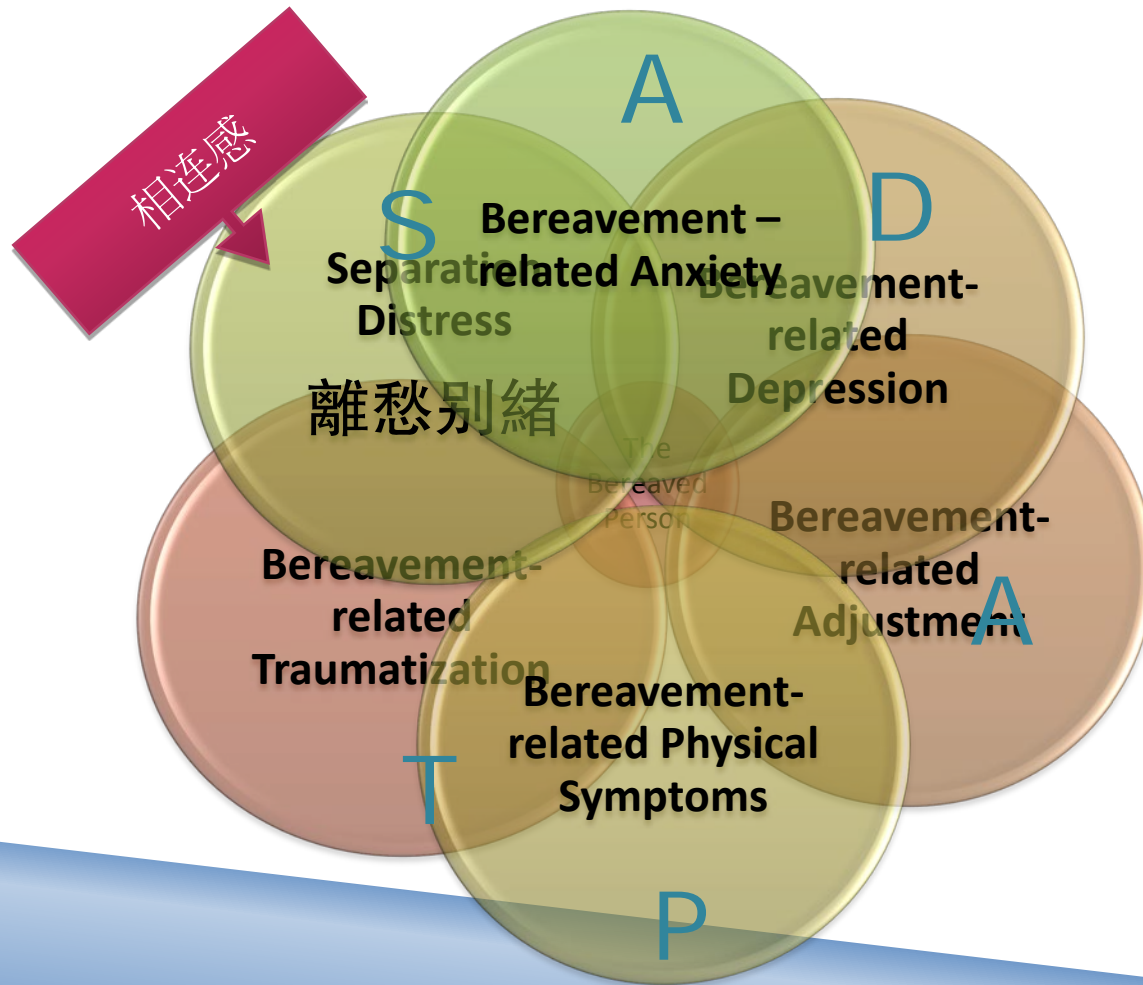 相连感
A
Bereavement –
related Anxiety
D
Bereavement-
related
Depression
A
Bereavement-
related
Adjustment
Bereavement-
related Physical
Symptoms
P
T
Bereavement-
related
Traumatization
S
Separation
Distress
離愁別緒
The
Bereaved
Person